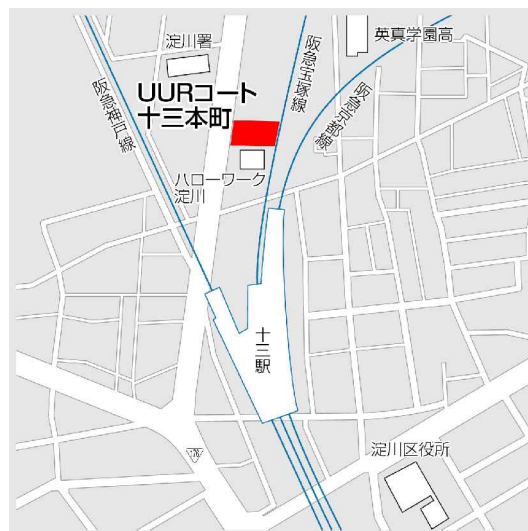 淀川署
英真学園高
阪急神戸線
UURコート
十三本町
阪急宝塚線
阪急京都線
ハローワーク
淀川
十三駅
淀川区役所